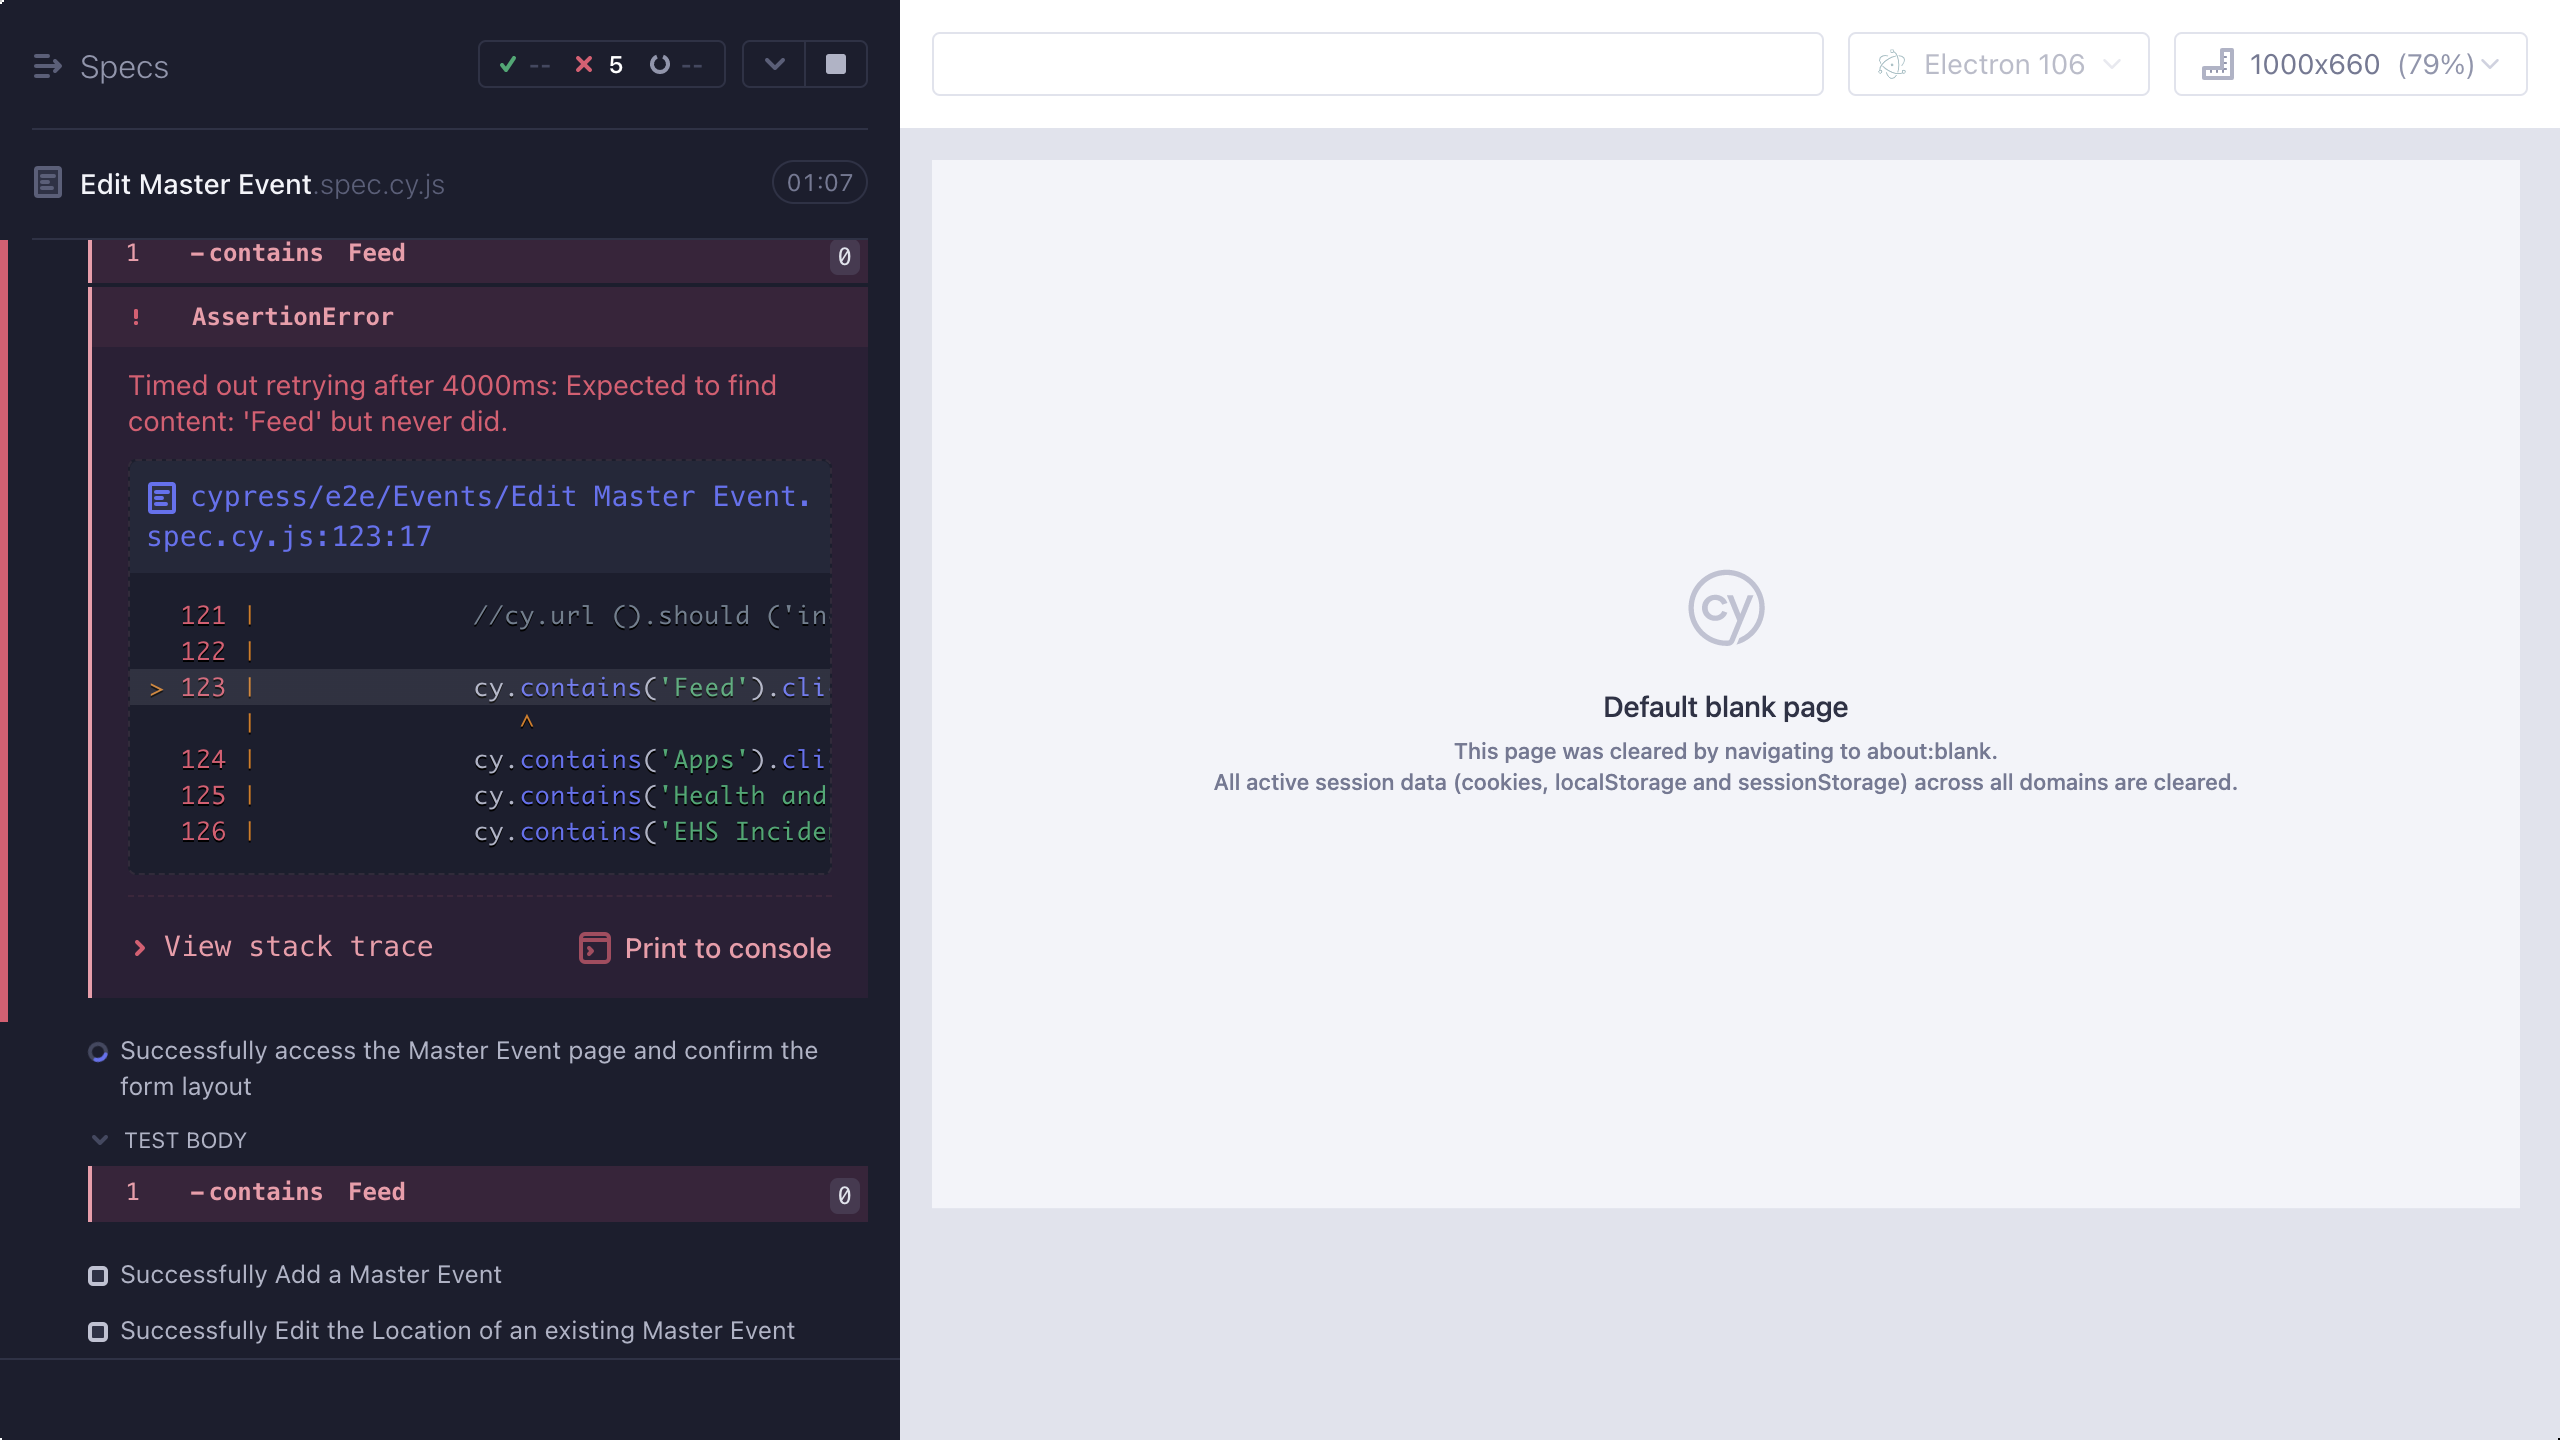 Specs
-- 5 --
Edit Master Event.spec.cy.js 01:07
1 -contains Feed 0
! AssertionError
Timed out retrying after 4000ms: Expected to find
content: 'Feed' but never did.
cypress/e2e/Events/Edit Master Event.
spec.cy.js:123:17
121 | //cy.url ().should ('in
122 |
> 123 | cy.contains('Feed').cli
| ^
124 | cy.contains('Apps').cli
125 | cy.contains('Health and
126 | cy.contains('EHS Incide
View stack trace
Print to console
Successfully access the Master Event page and confirm the
form layout
TEST BODY
1 -contains Feed 0
Successfully Add a Master Event
Successfully Edit the Location of an existing Master Event
Electron 106
1000x660 (79%)
cy
Default blank page
This page was cleared by navigating to about:blank.
All active session data (cookies, localStorage and sessionStorage) across all domains are cleared.